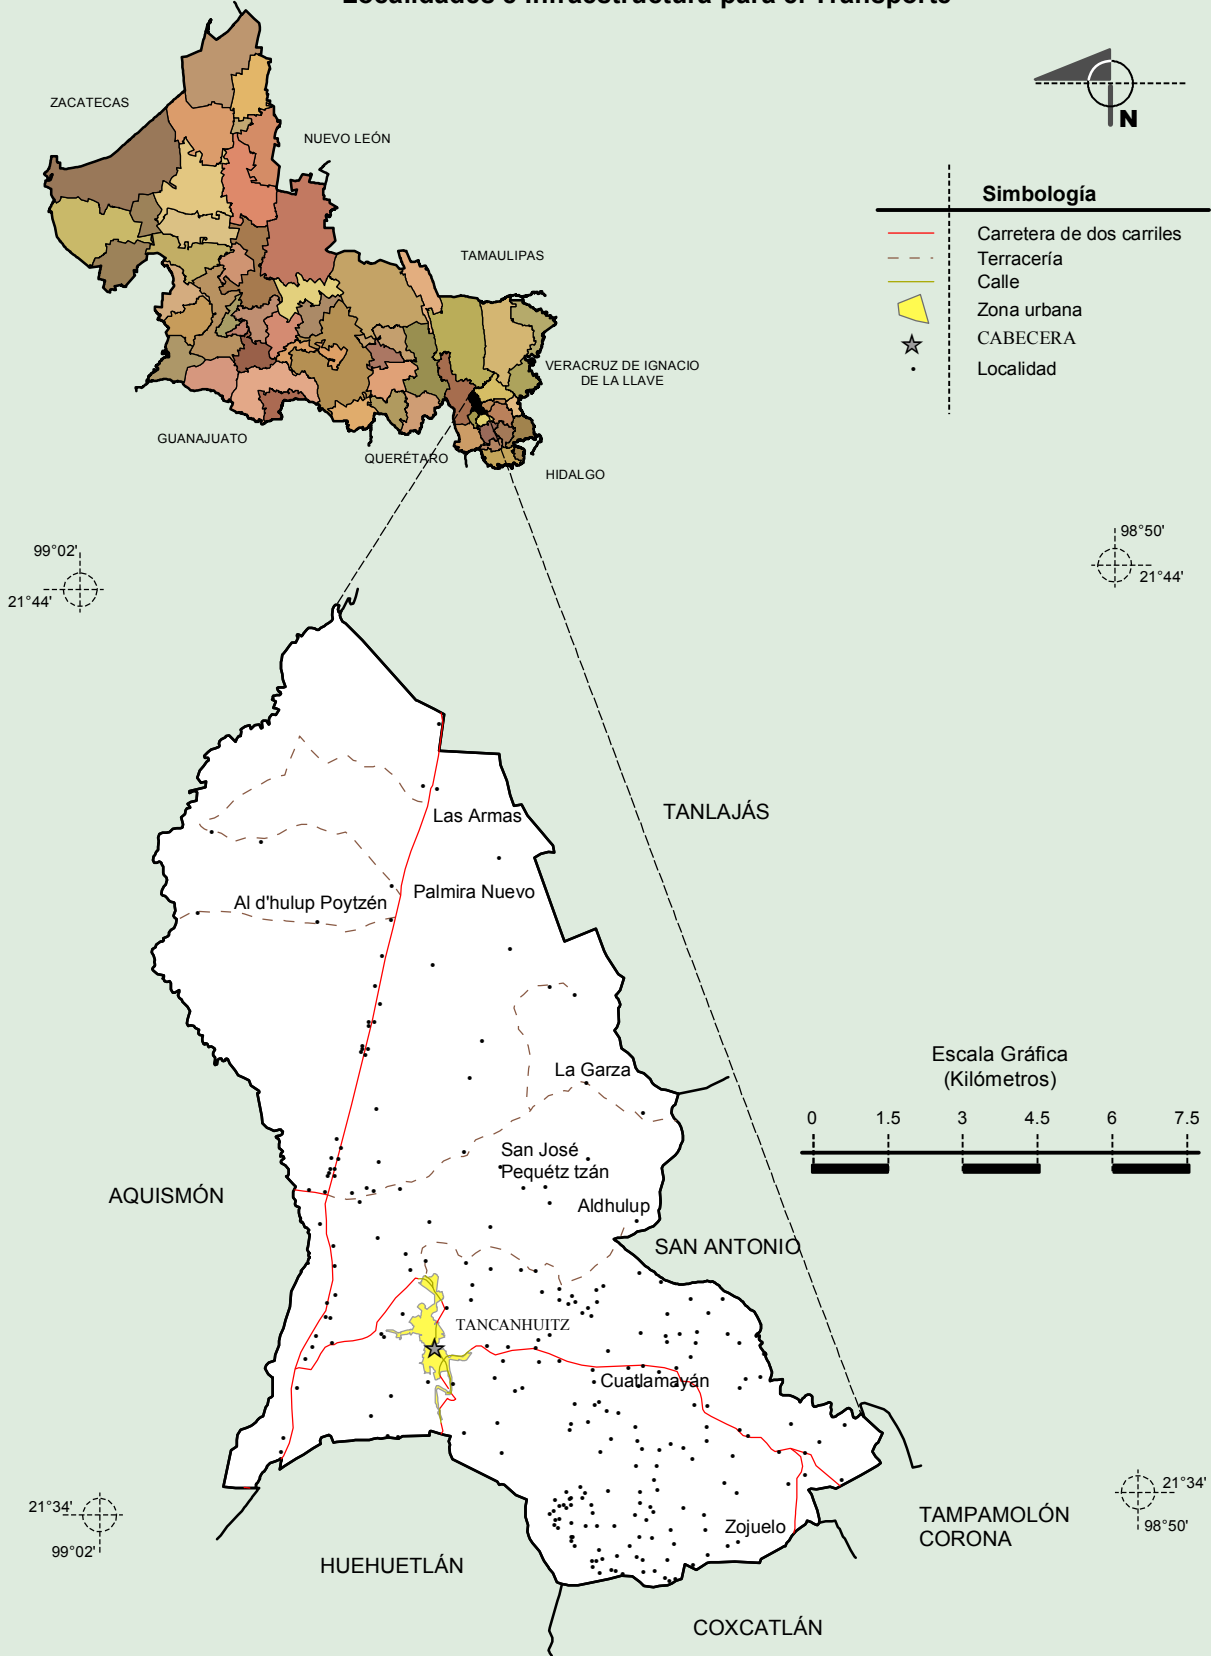 Localidades e Infraestructura para el Transporte
ZACATECAS
NUEVO LEÓN
TAMAULIPAS
VERACRUZ DE IGNACIO
DE LA LLAVE
GUANAJUATO
QUERÉTARO
HIDALGO
N
Simbología
Carretera de dos carriles
Terracería
Calle
Zona urbana
CABECERA
Localidad
99°02'
21°44'
98°50'
21°44'
TANLAJÁS
Las Armas
Palmira Nuevo
Al d'hulup Poytzén
La Garza
San José
Pequétz tzán
Aldhulup
AQUISMÓN
SAN ANTONIO
TANCANHUITZ
Cuatlamayán
Zojuelo
Escala Gráfica
(Kilómetros)
0 1.5 3 4.5 6 7.5
21°34'
99°02'
21°34'
98°50'
TAMPAMOLÓN
CORONA
HUEHUETLÁN
COXCATLÁN